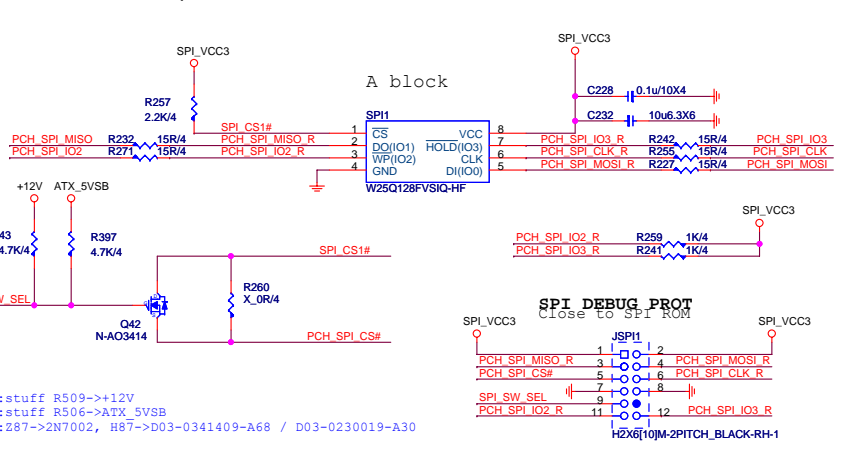 SPI_VCC3
SPI_VCC3
A block
R257
2.2K/4
C228 0.1u/10X4
C232 10u6.3X6
SPI1
SPI_CS1# 1 CS VCC 8
PCH_SPI_MISO R232 15R/4 PCH_SPI_MISO_R 2 DO(IO1) HOLD(IO3) 7 PCH_SPI_IO3_R R242 15R/4 PCH_SPI_IO3
PCH_SPI_IO2 R271 15R/4 PCH_SPI_IO2_R 3 WP(IO2) CLK 6 PCH_SPI_CLK_R R255 15R/4 PCH_SPI_CLK
4 GND DI(IO0) 5 PCH_SPI_MOSI_R R227 15R/4 PCH_SPI_MOSI
W25Q128FVSIQ-HF
+12V ATX_5VSB
43
4.7K/4
R397
4.7K/4
SPI_CS1#
R260
X_0R/4
W_SEL
Q42
N-AO3414
PCH_SPI_CS#
SPI_VCC3
PCH_SPI_IO2_R R259 1K/4
PCH_SPI_IO3_R R241 1K/4
SPI DEBUG PROT
Close to SPI ROM
SPI_VCC3 SPI_VCC3
JSPI1
1 2
PCH_SPI_MISO_R 3 4 PCH_SPI_MOSI_R
PCH_SPI_CS# 5 6 PCH_SPI_CLK_R
7 8
SPI_SW_SEL 9
PCH_SPI_IO2_R 11 12 PCH_SPI_IO3_R
H2X6[10]M-2PITCH_BLACK-RH-1
:stuff R509->+12V
:stuff R506->ATX_5VSB
:Z87->2N7002, H87->D03-0341409-A68 / D03-0230019-A30